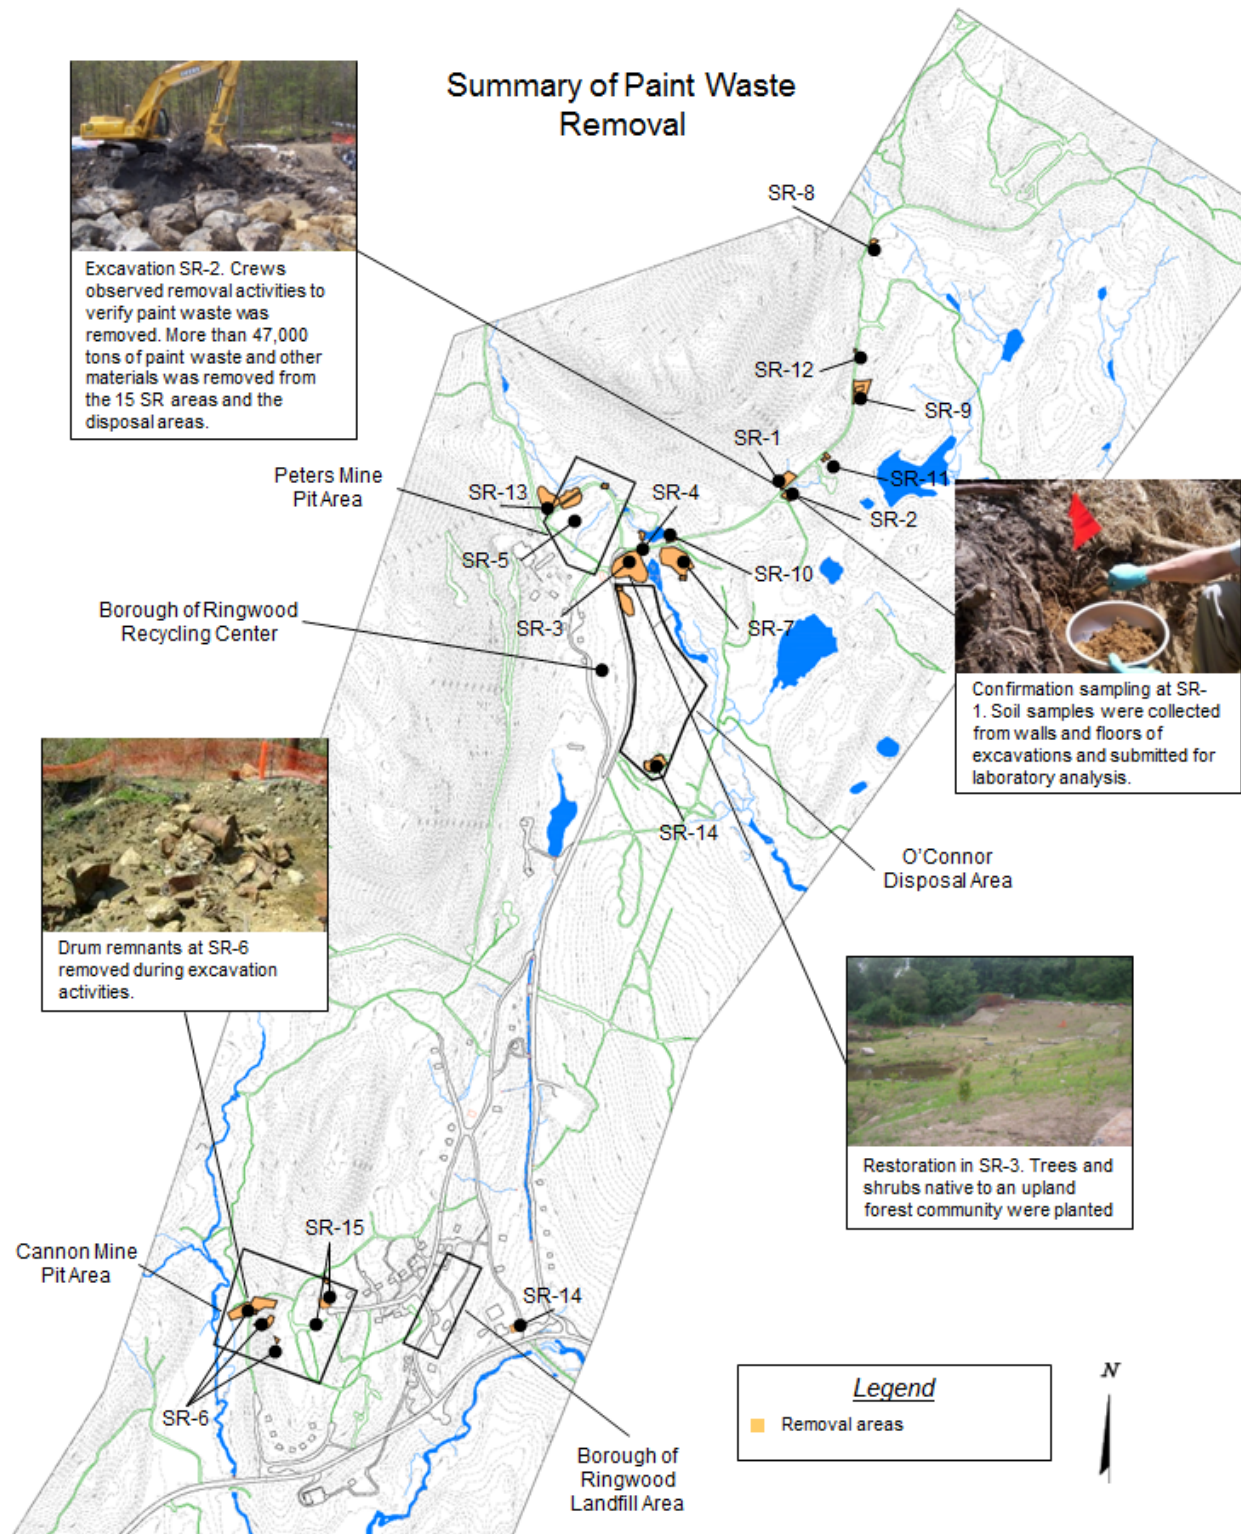 Summary of Paint Waste
Removal
Excavation SR-2. Crews
observed removal activities to
verify paint waste was
removed. More than 47,000
tons of paint waste and other
materials was removed from
the 15 SR areas and the
disposal areas.
SR-8
SR-12
SR-9
SR-1
SR-11
SR-2
Peters Mine
Pit Area
SR-13
SR-4
SR-5
SR-10
Borough of Ringwood
Recycling Center
SR-3
SR-7
Confirmation sampling at SR-
1. Soil samples were collected
from walls and floors of
excavations and submitted for
laboratory analysis.
SR-14
O'Connor
Disposal Area
Drum remnants at SR-6
removed during excavation
activities.
Restoration in SR-3. Trees and
shrubs native to an upland
forest community were planted
Cannon Mine
Pit Area
SR-15
SR-14
SR-6
Borough of
Ringwood
Landfill Area
Legend
Removal areas
N